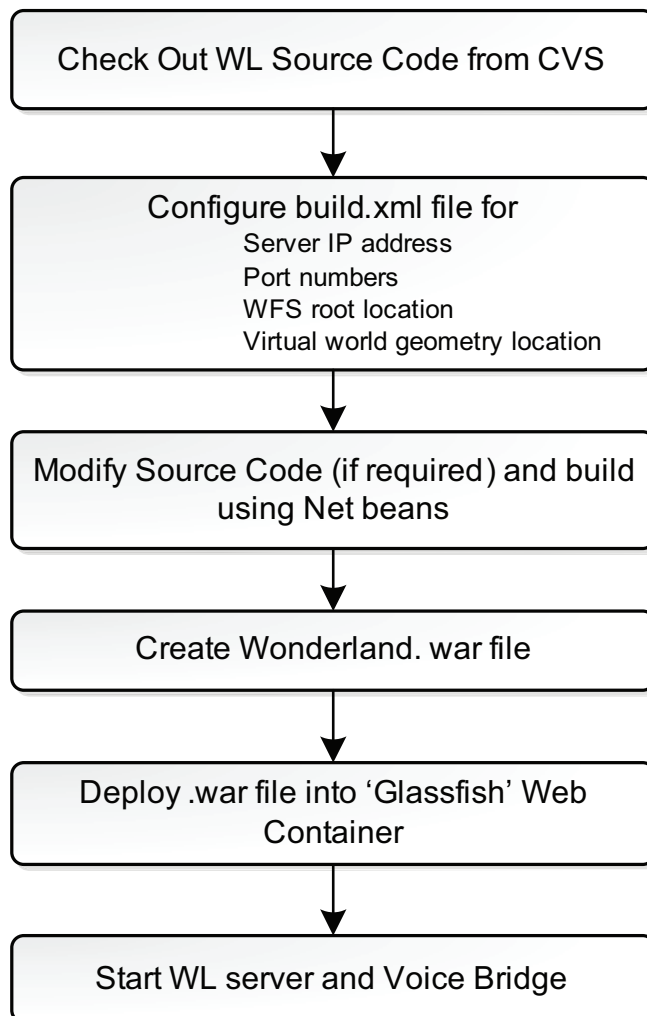 Check Out WL Source Code from CVS
Configure build.xml file for
Server IP address
Port numbers
WFS root location
Virtual world geometry location
Modify Source Code (if required) and build
using Net beans
Create Wonderland. war file
Deploy .war file into ‘Glassfish’ Web
Container
Start WL server and Voice Bridge